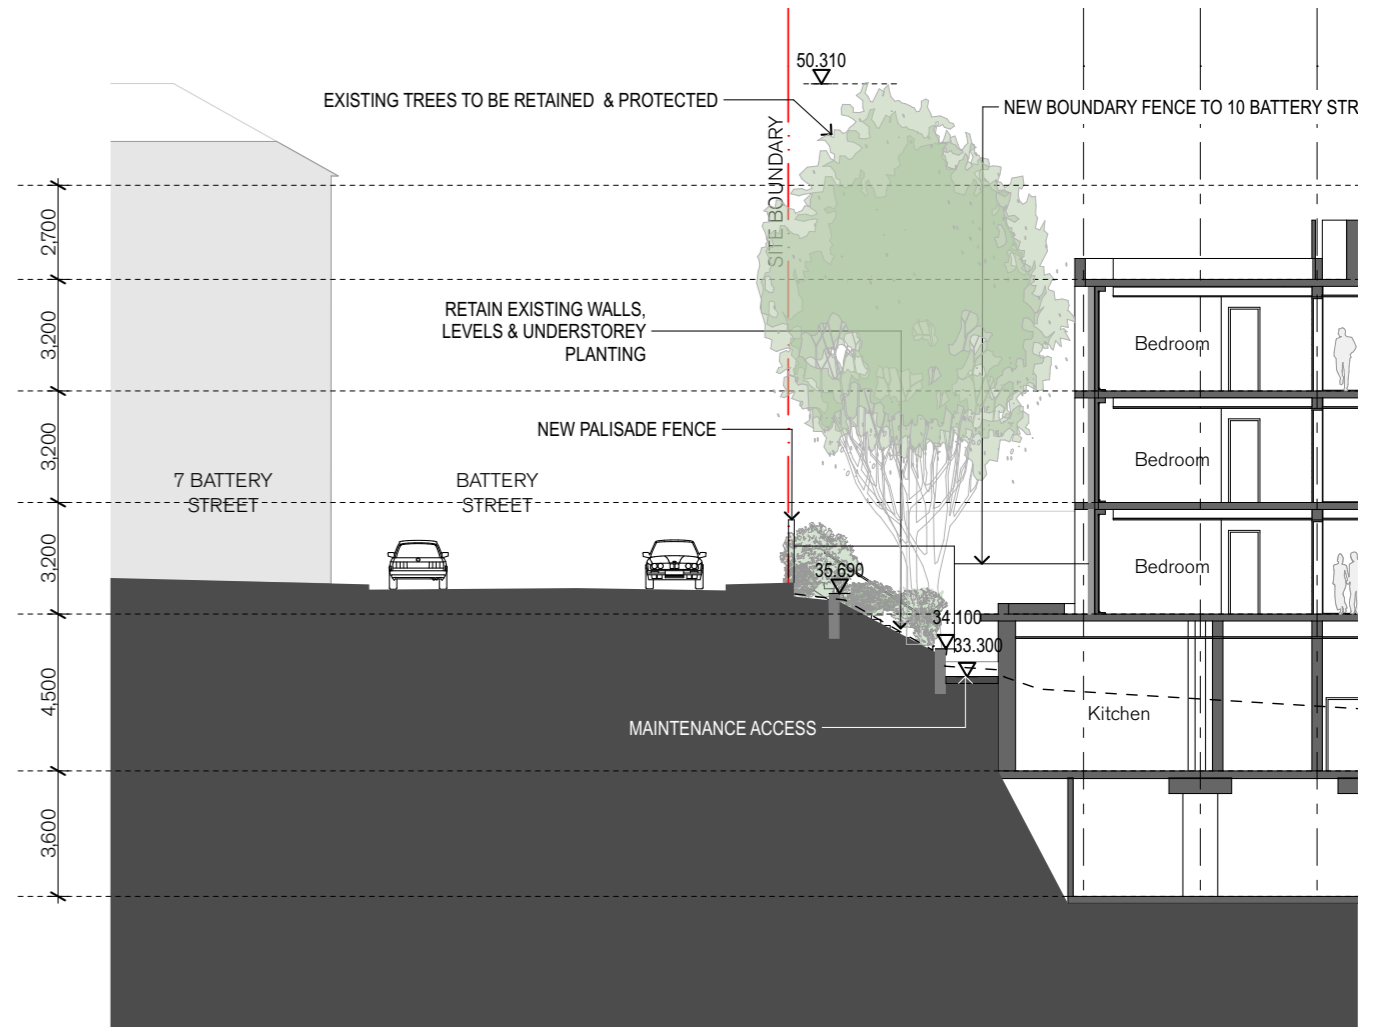 50.310
EXISTING TREES TO BE RETAINED & PROTECTED
NEW BOUNDARY FENCE TO 10 BATTERY STR
SITE BOUNDARY
2,700
RETAIN EXISTING WALLS,
LEVELS & UNDERSTOREY
PLANTING
3,200
Bedroom
NEW PALISADE FENCE
3,200
Bedroom
7 BATTERY
STREET
BATTERY
STREET
3,200
35.690
Bedroom
34.100
33.300
4,500
Kitchen
MAINTENANCE ACCESS
3,600